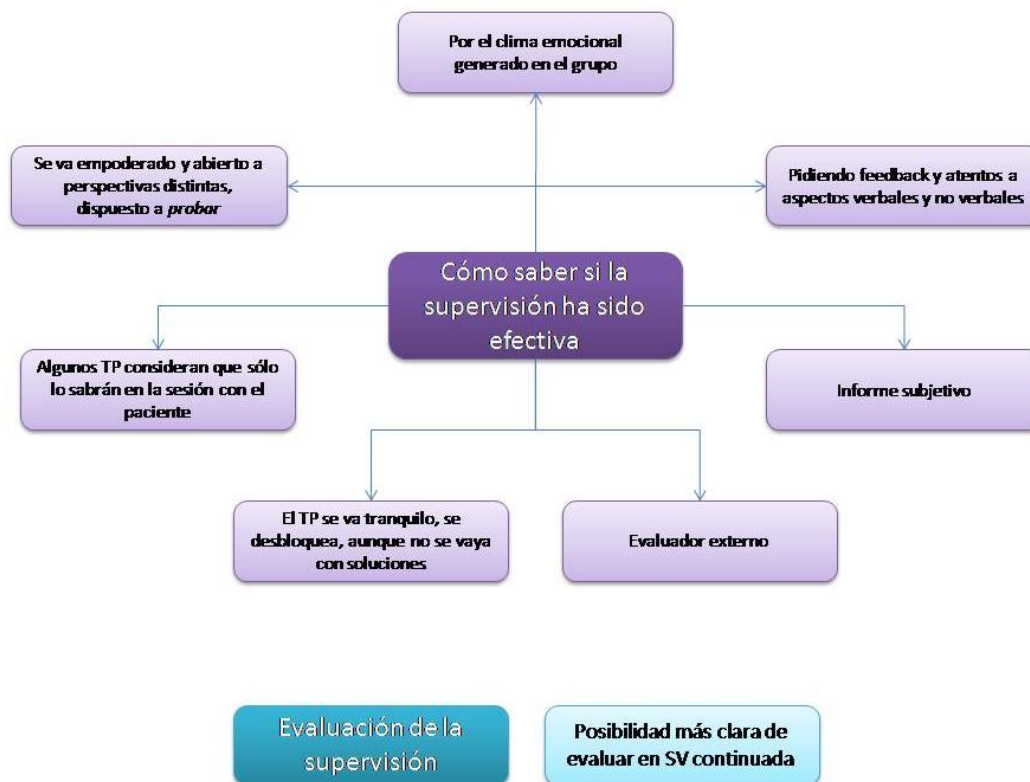 Por el clima emocional
generado en el grupo
Se va empoderado y abierto a
perspectivas distintas,
dispuesto a probar
Pidiendo feedback y atentos a
aspectos verbales y no verbales
Cómo saber si la
supervisión ha sido
efectiva
Algunos TP consideran que sólo
lo sabrán en la sesión con el
paciente
Informe subjetivo
El TP se va tranquilo, se
desbloquea, aunque no se vaya
con soluciones
Evaluador externo
Evaluación de la
supervisión
Posibilidad más clara de
evaluar en SV continuada